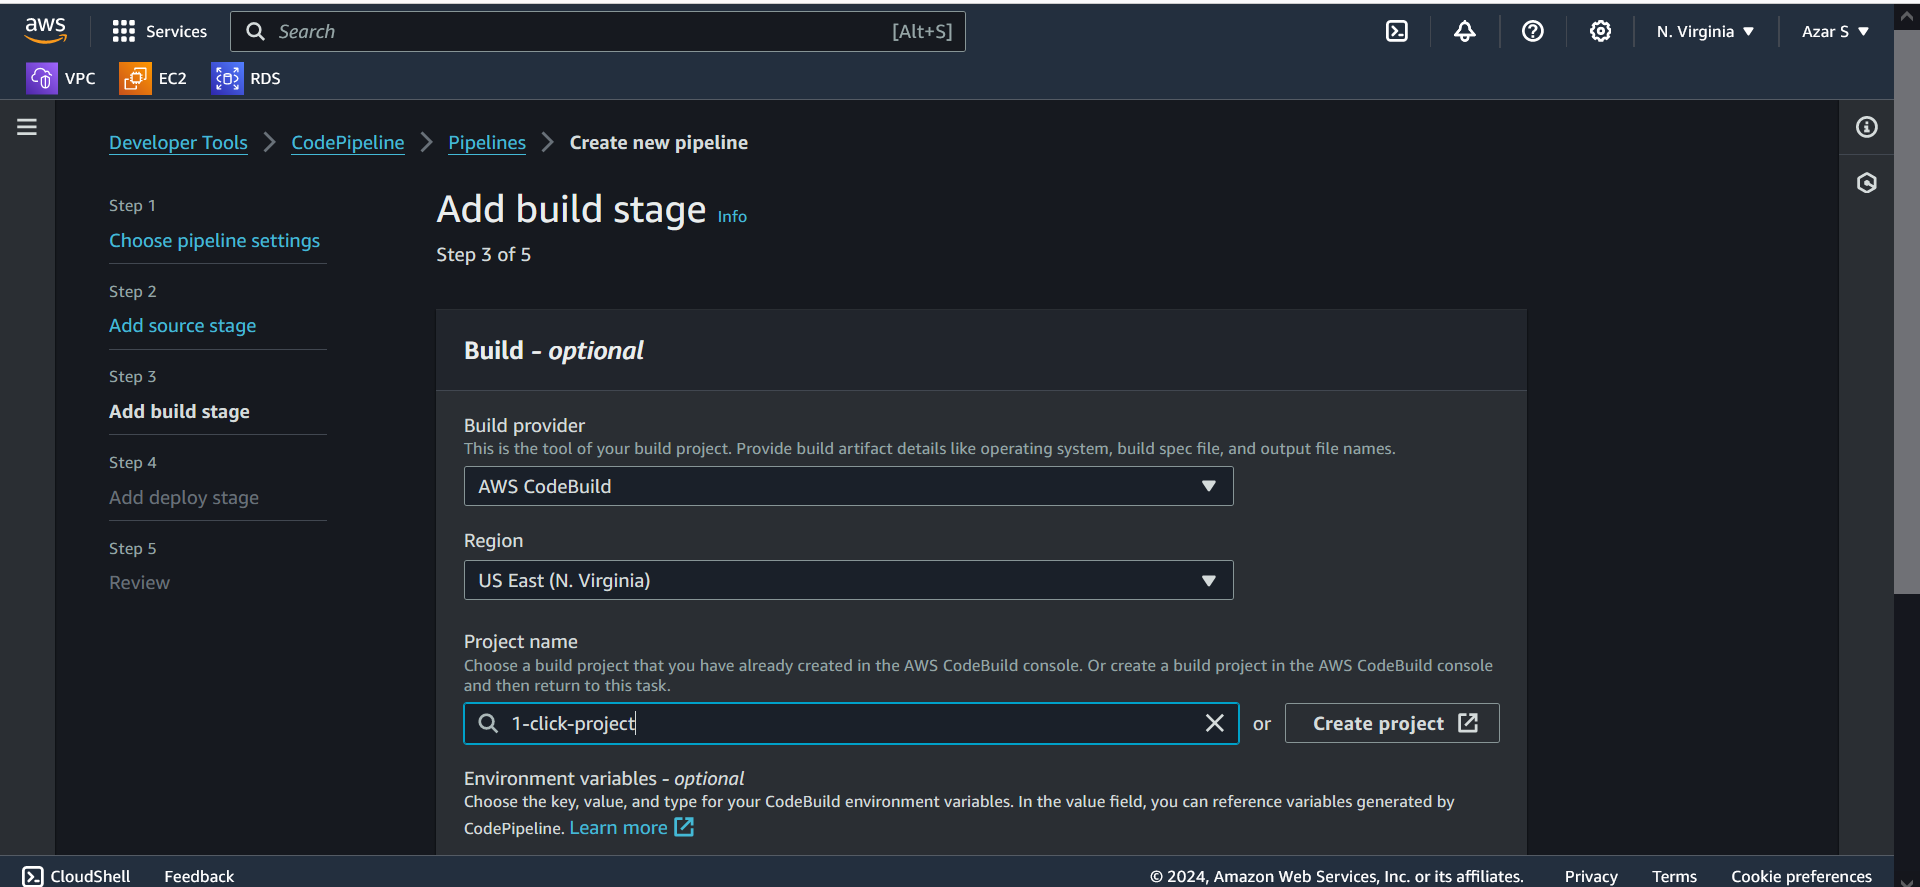 aws
Services
Search
[Alt+S]
N. Virginia
Azar S
VPC
EC2
RDS
Developer Tools
CodePipeline
Pipelines
Create new pipeline
Step 1
Choose pipeline settings
Step 2
Add source stage
Step 3
Add build stage
Step 4
Add deploy stage
Step 5
Review
Add build stage Info
Step 3 of 5
Build - optional
Build provider
This is the tool of your build project. Provide build artifact details like operating system, build spec file, and output file names.
AWS CodeBuild
Region
US East (N. Virginia)
Project name
Choose a build project that you have already created in the AWS CodeBuild console. Or create a build project in the AWS CodeBuild console
and then return to this task.
1-click-project
or
Create project
Environment variables - optional
Choose the key, value, and type for your CodeBuild environment variables. In the value field, you can reference variables generated by
CodePipeline. Learn more
CloudShell
Feedback
© 2024, Amazon Web Services, Inc. or its affiliates.
Privacy
Terms
Cookie preferences